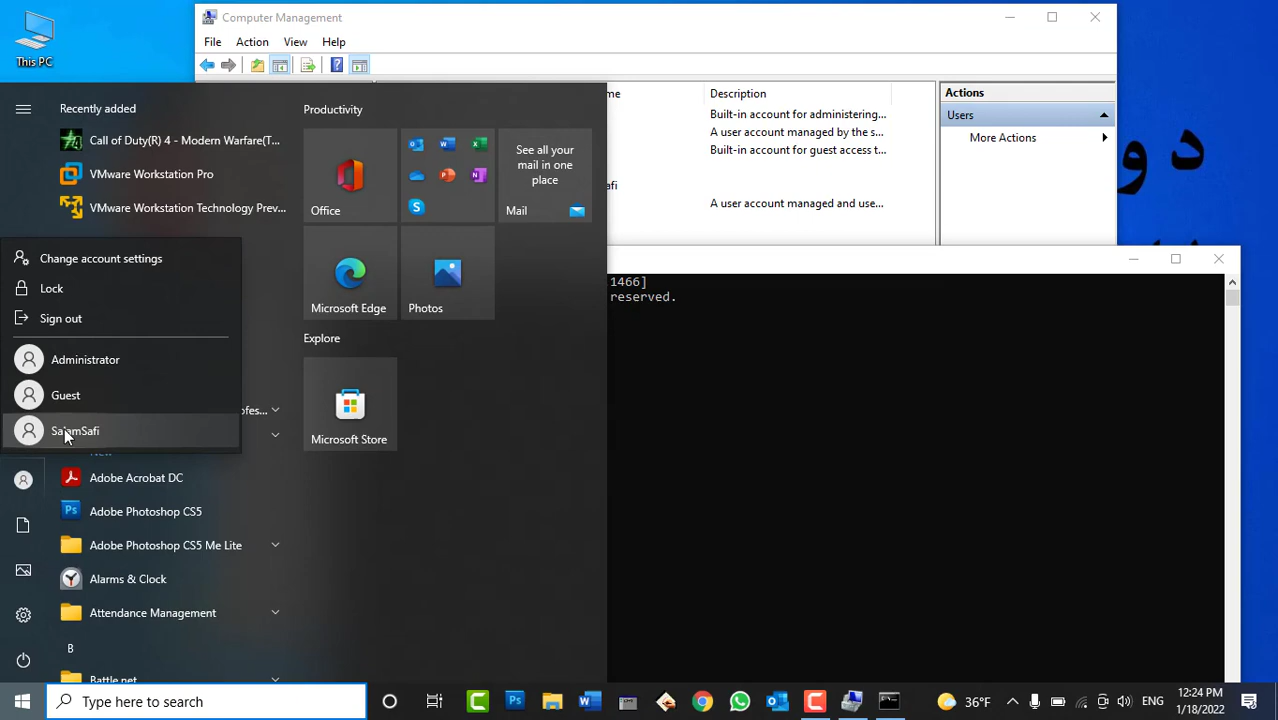 This PC
Computer Management
File Action View Help
me Description
Built-in account for administering...
A user account managed by the s...
Built-in account for guest access t...
afi
A user account managed and use...
Actions
Users
More Actions
د و
Recently added
Call of Duty(R) 4 - Modern Warfare(T...
VMware Workstation Pro
VMware Workstation Technology Prev...
Productivity
Office
See all your
mail in one
place
Mail
Microsoft Edge
Photos
Explore
Microsoft Store
Change account settings
Lock
Sign out
Administrator
Guest
SalamSafi
ofes...
Adobe Acrobat DC
Adobe Photoshop CS5
Adobe Photoshop CS5 Me Lite
Alarms & Clock
Attendance Management
B
Battle.net
1466]
reserved.
Type here to search
36°F
ENG
12:24 PM
1/18/2022